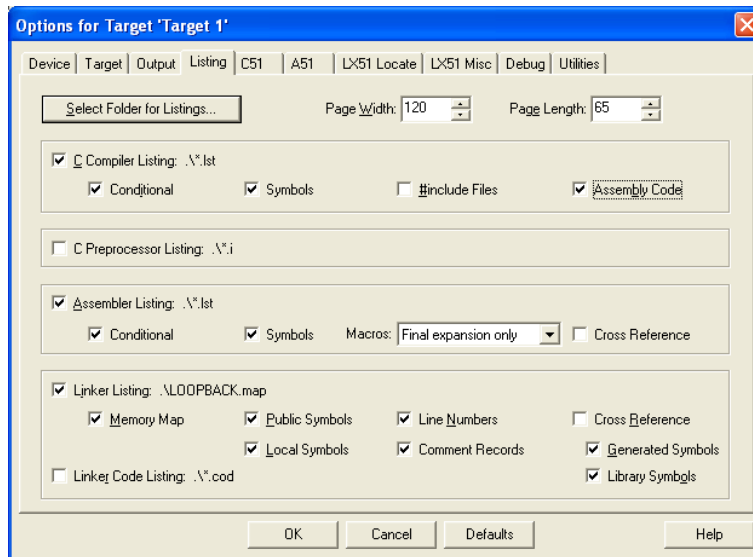 Options for Target 'Target 1'
Device Target Output Listing C51 A51 LX51 Locate LX51 Misc Debug Utilities
Select Folder for Listings... Page Width: 120 Page Length: 65
C Compiler Listing: .\*.lst
Conditional Symbols #include Files Assembly Code
C Preprocessor Listing: .\*.i
Assembler Listing: .\*.lst
Conditional Symbols Macros: Final expansion only Cross Reference
Linker Listing: .\LOOPBACK.map
Memory Map Public Symbols Line Numbers Cross Reference
Local Symbols Comment Records Generated Symbols
Linker Code Listing: .\*.cod Library Symbols
OK Cancel Defaults Help